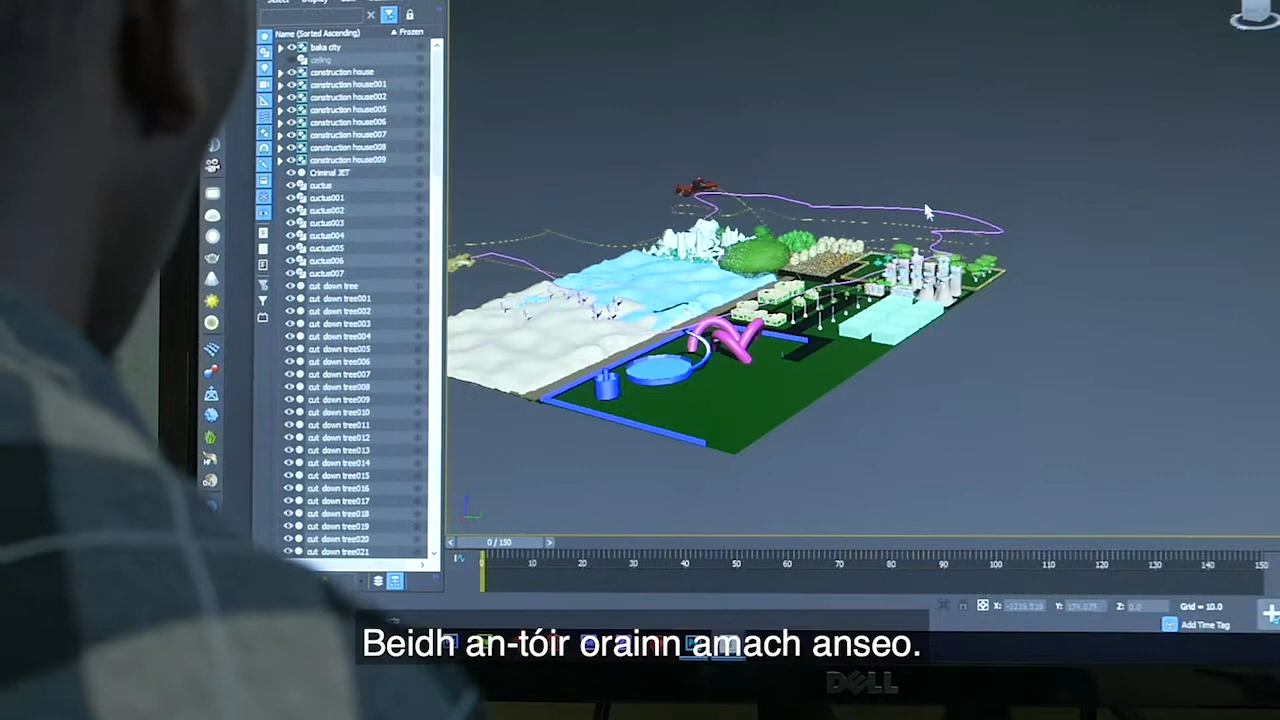 Select Display Edit
Name (Sorted Ascending) ▲ Frozen
baka city
ceiling
construction house
construction house001
construction house002
construction house005
construction house006
construction house007
construction house008
construction house009
Criminal JET
cuctus
cuctus001
cuctus002
cuctus003
cuctus004
cuctus005
cuctus006
cuctus007
cut down tree
cut down tree001
cut down tree002
cut down tree003
cut down tree004
cut down tree005
cut down tree006
cut down tree007
cut down tree008
cut down tree009
cut down tree010
cut down tree011
cut down tree012
cut down tree013
cut down tree014
cut down tree015
cut down tree016
cut down tree017
cut down tree018
cut down tree019
cut down tree020
cut down tree021
0 / 150
0 10 20 30 40 50 60 70 80 90 100 110 120 130 140 150
X: Y: Z: 0.0 Grid = 10.0
Add Time Tag
Beidh an-tóir orainn amach anseo.
DELL